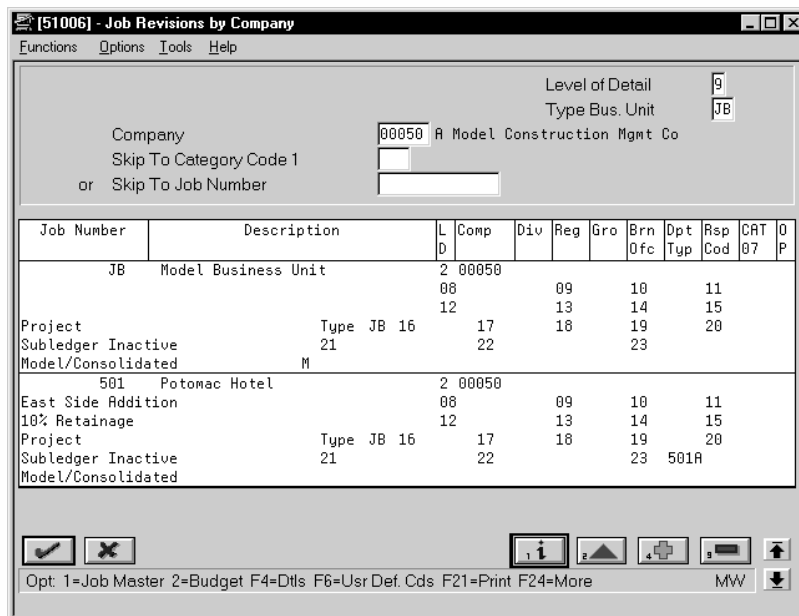 [51006] - Job Revisions by Company
Functions Options Tools Help
Level of Detail 9
Type Bus. Unit JB
Company 00050 A Model Construction Mgmt Co
Skip To Category Code 1
or Skip To Job Number
Job Number Description L Comp Div Reg Gro Brn Dpt Rsp CAT O
D Ofc Typ Cod 07 P
JB Model Business Unit 2 00050
08 09 10 11
12 13 14 15
Project Type JB 16 17 18 19 20
Subledger Inactive 21 22 23
Model/Consolidated M
501 Potomac Hotel 2 00050
East Side Addition 08 09 10 11
10% Retainage 12 13 14 15
Project Type JB 16 17 18 19 20
Subledger Inactive 21 22 23 501A
Model/Consolidated
1 i 2 4 9
Opt: 1=Job Master 2=Budget F4=Dtls F6=Usr Def. Cds F21=Print F24=More MW